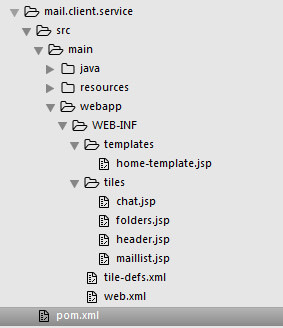 mail.client.service
src
main
java
resources
webapp
WEB-INF
templates
home-template.jsp
tiles
chat.jsp
folders.jsp
header.jsp
maillist.jsp
tile-defs.xml
web.xml
pom.xml